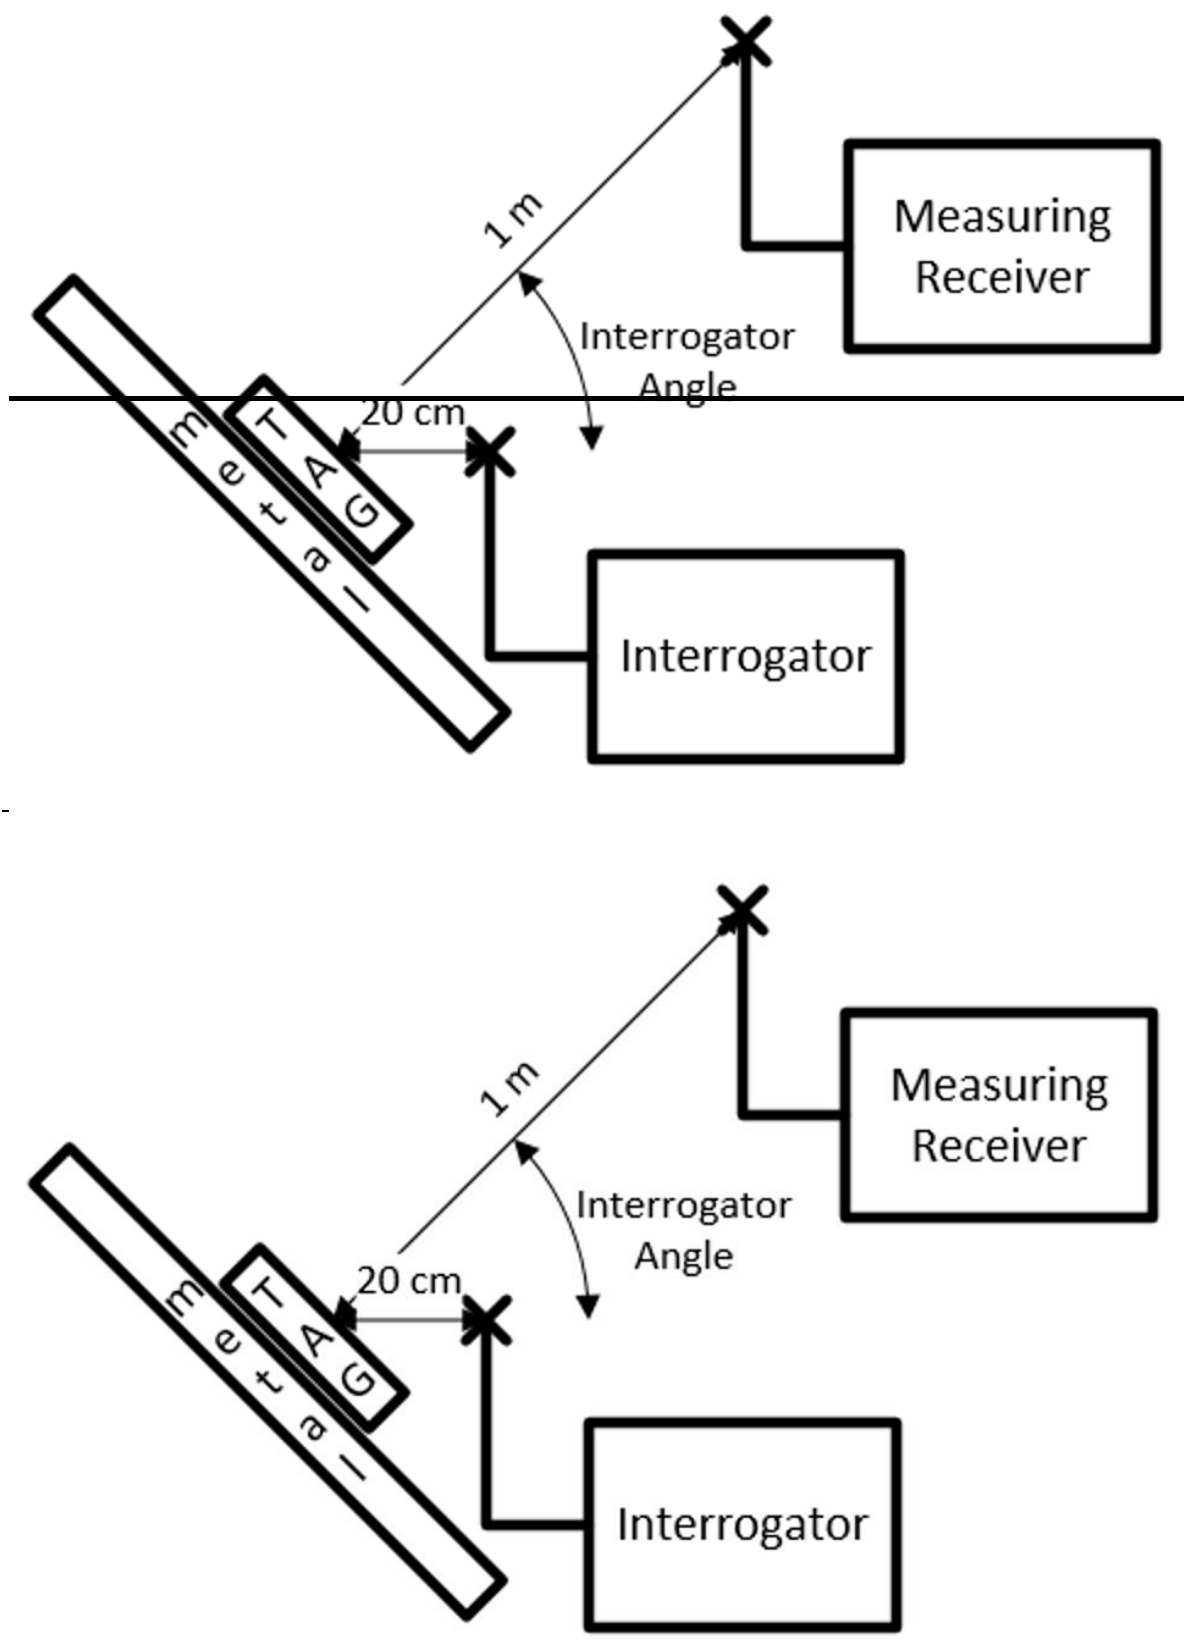 1 m
Measuring
Receiver
Interrogator
Angle
20 cm
TAG
metal
Interrogator
1 m
Measuring
Receiver
Interrogator
Angle
20 cm
TAG
metal
Interrogator